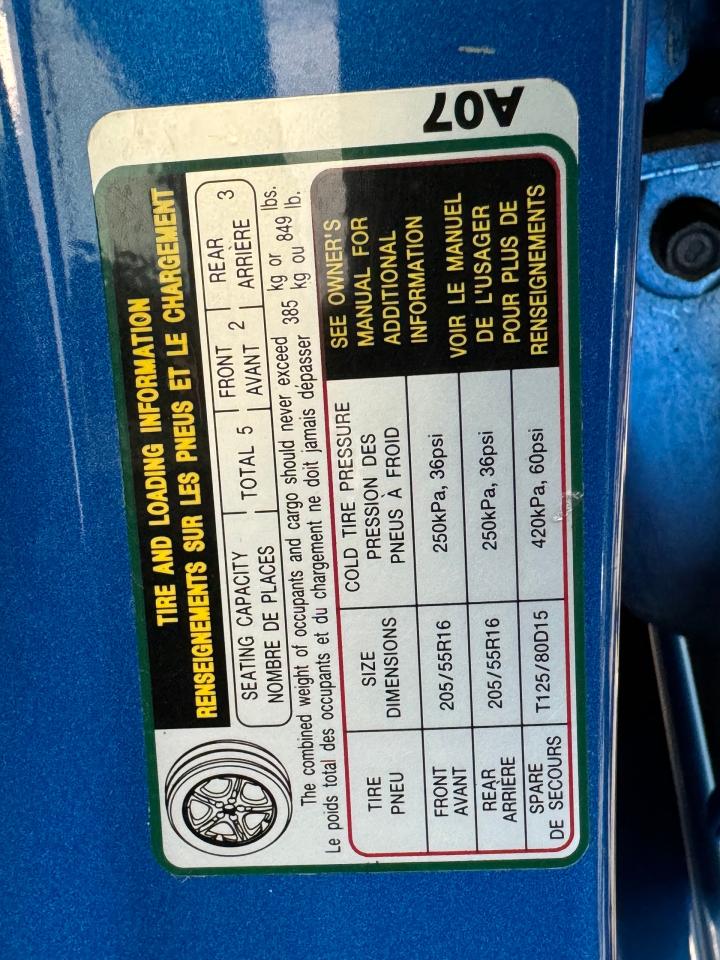 TIRE AND LOADING INFORMATION
RENSEIGNEMENTS SUR LES PNEUS ET LE CHARGEMENT
SEATING CAPACITY TOTAL 5 FRONT 2 REAR 3
NOMBRE DE PLACES AVANT ARRIÈRE
The combined weight of occupants and cargo should never exceed 385 kg or 849 lbs.
Le poids total des occupants et du chargement ne doit jamais dépasser 385 kg ou 849 lb.
TIRE
PNEU
SIZE
DIMENSIONS
COLD TIRE PRESSURE
PRESSION DES
PNEUS À FROID
FRONT
AVANT
205/55R16
250kPa, 36psi
REAR
ARRIÈRE
205/55R16
250kPa, 36psi
SPARE
DE SECOURS
T125/80D15
420kPa, 60psi
SEE OWNER'S
MANUAL FOR
ADDITIONAL
INFORMATION
VOIR LE MANUEL
DE L'USAGER
POUR PLUS DE
RENSEIGNEMENTS
A07